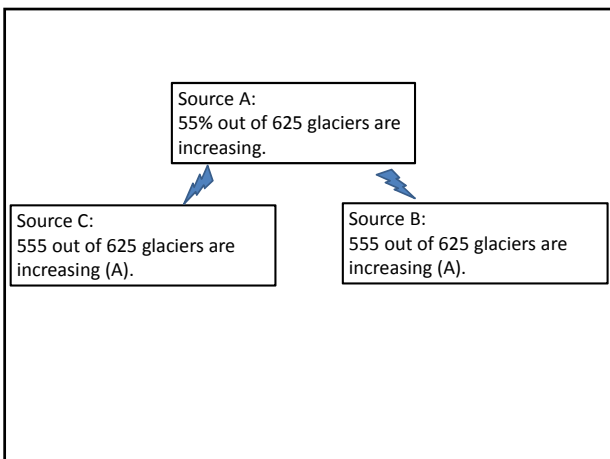 Source A:
55% out of 625 glaciers are
increasing.
Source C:
555 out of 625 glaciers are
increasing (A).
Source B:
555 out of 625 glaciers are
increasing (A).